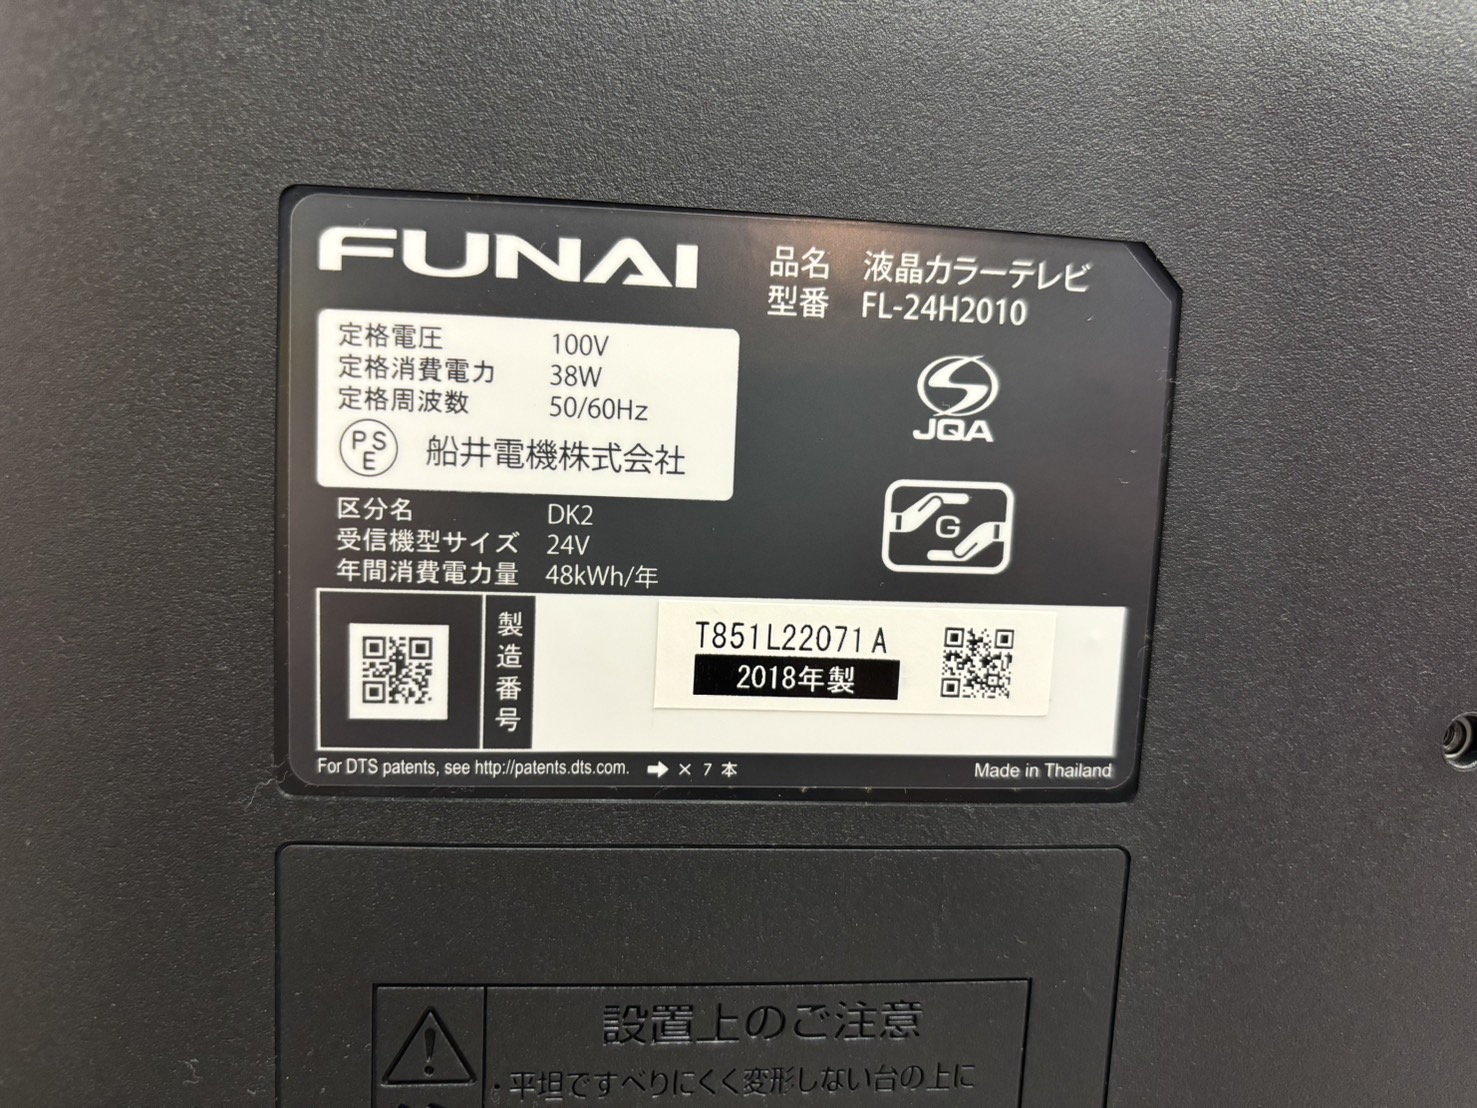 FUNAI
品名 液晶カラーテレビ
型番 FL-24H2010
定格電圧 100V
定格消費電力 38W
定格周波数 50/60Hz
PSE 船井電機株式会社
JQA
G
区分名 DK2
受信機型サイズ 24V
年間消費電力量 48kWh/年
製造番号
T851L22071A
2018年製
For DTS patents, see http://patents.dts.com. ➡ × 7 本
Made in Thailand
設置上のご注意
・平坦ですべりにくく変形しない台の上に